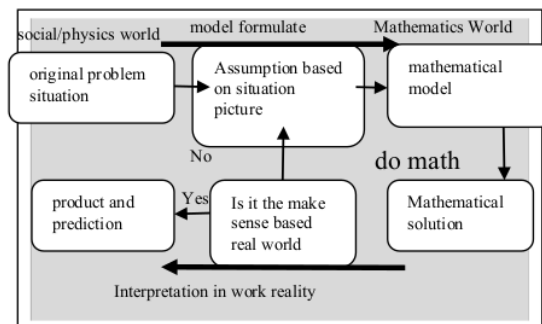 model formulate
social/physics world
Mathematics World
original problem
situation
Assumption based
on situation
picture
mathematical
model
No
do math
product and
prediction
Yes
Is it the make
sense based
real world
Mathematical
solution
Interpretation in work reality